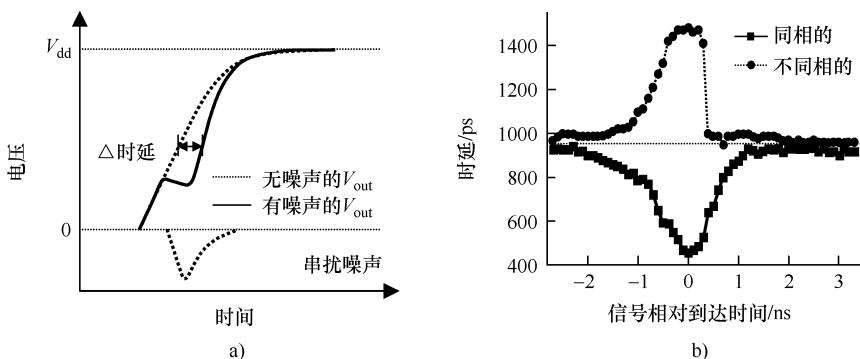 V_dd
电压
△时延
无噪声的V_out
有噪声的V_out
0
串扰噪声
时间
a)
时延/ps
1400
1200
1000
800
600
400
同相的
不同相的
−2 −1 0 1 2 3
信号相对到达时间/ns
b)